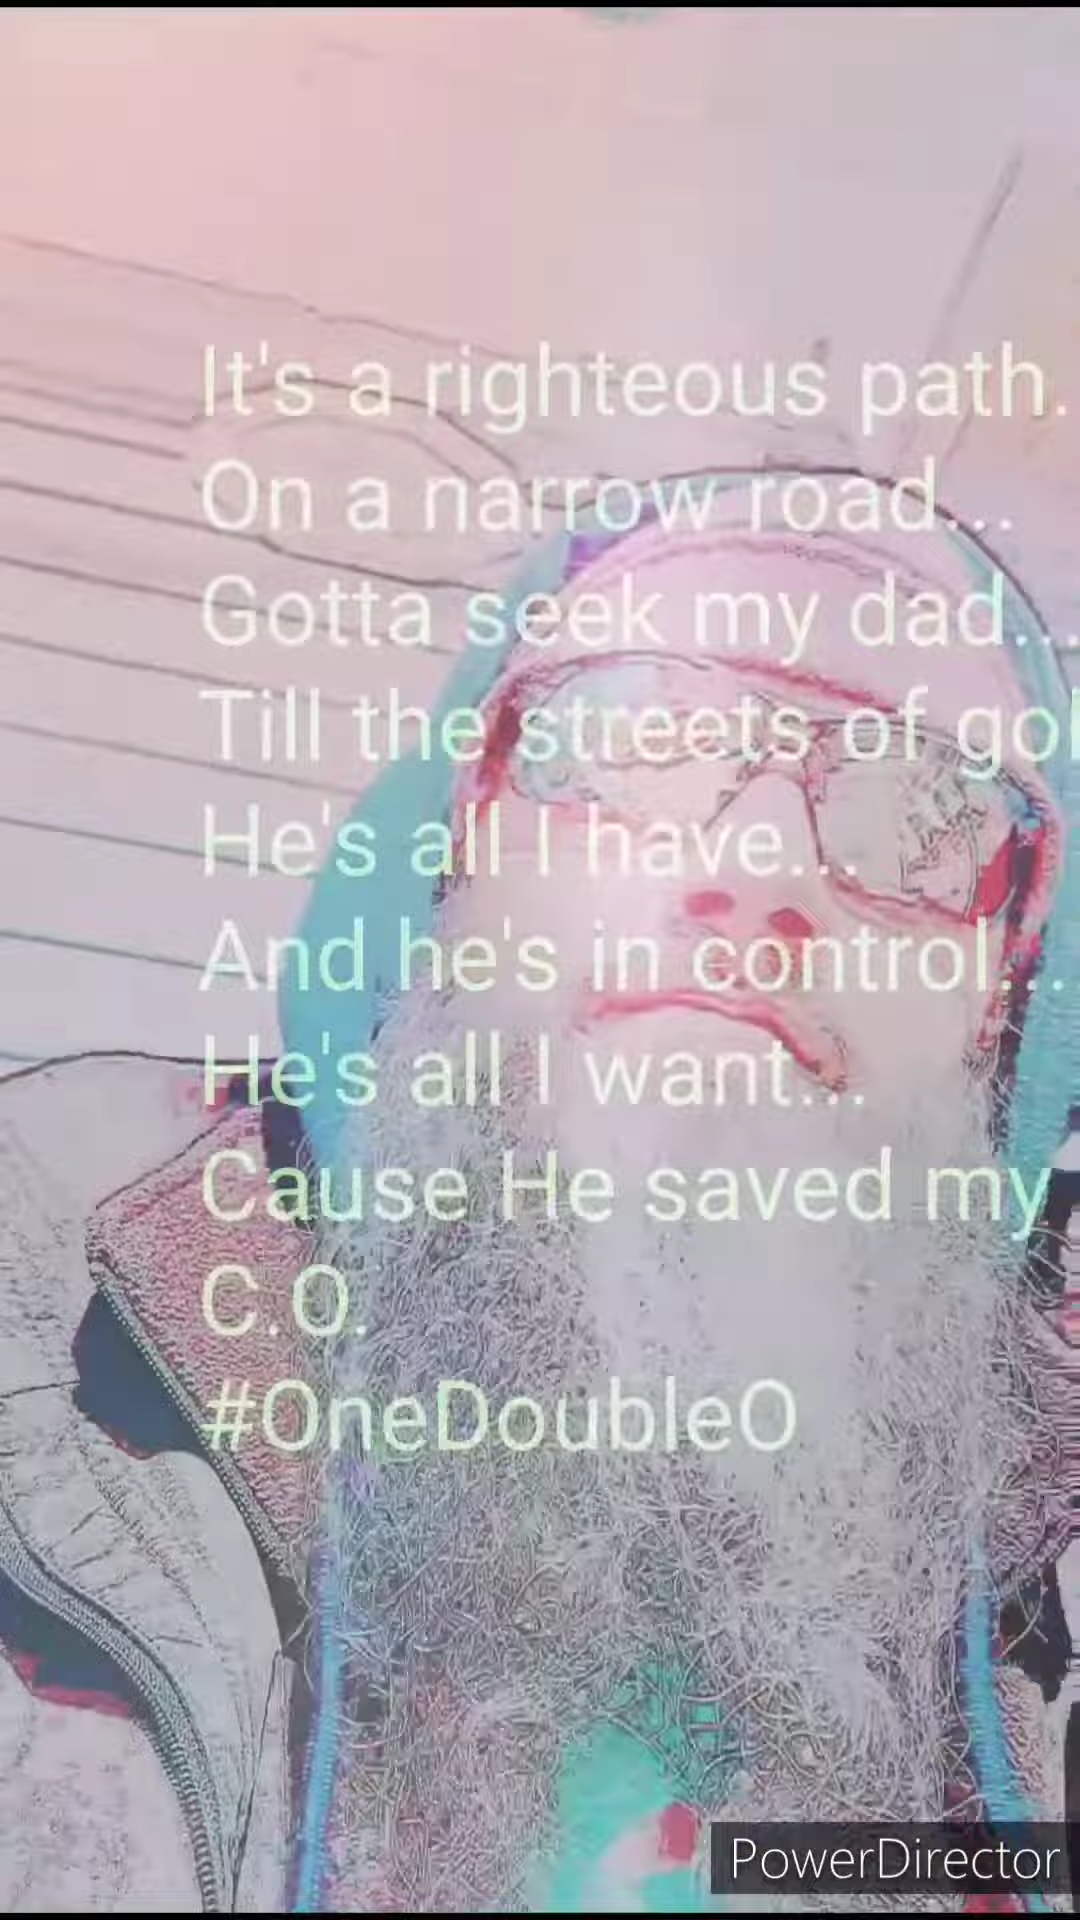 It's a righteous path.
On a narrow road...
Gotta seek my dad...
Till the streets of gol
He's all I have...
And he's in control...
He's all I want...
Cause He saved my
C.O.
#OneDoubleO
PowerDirector